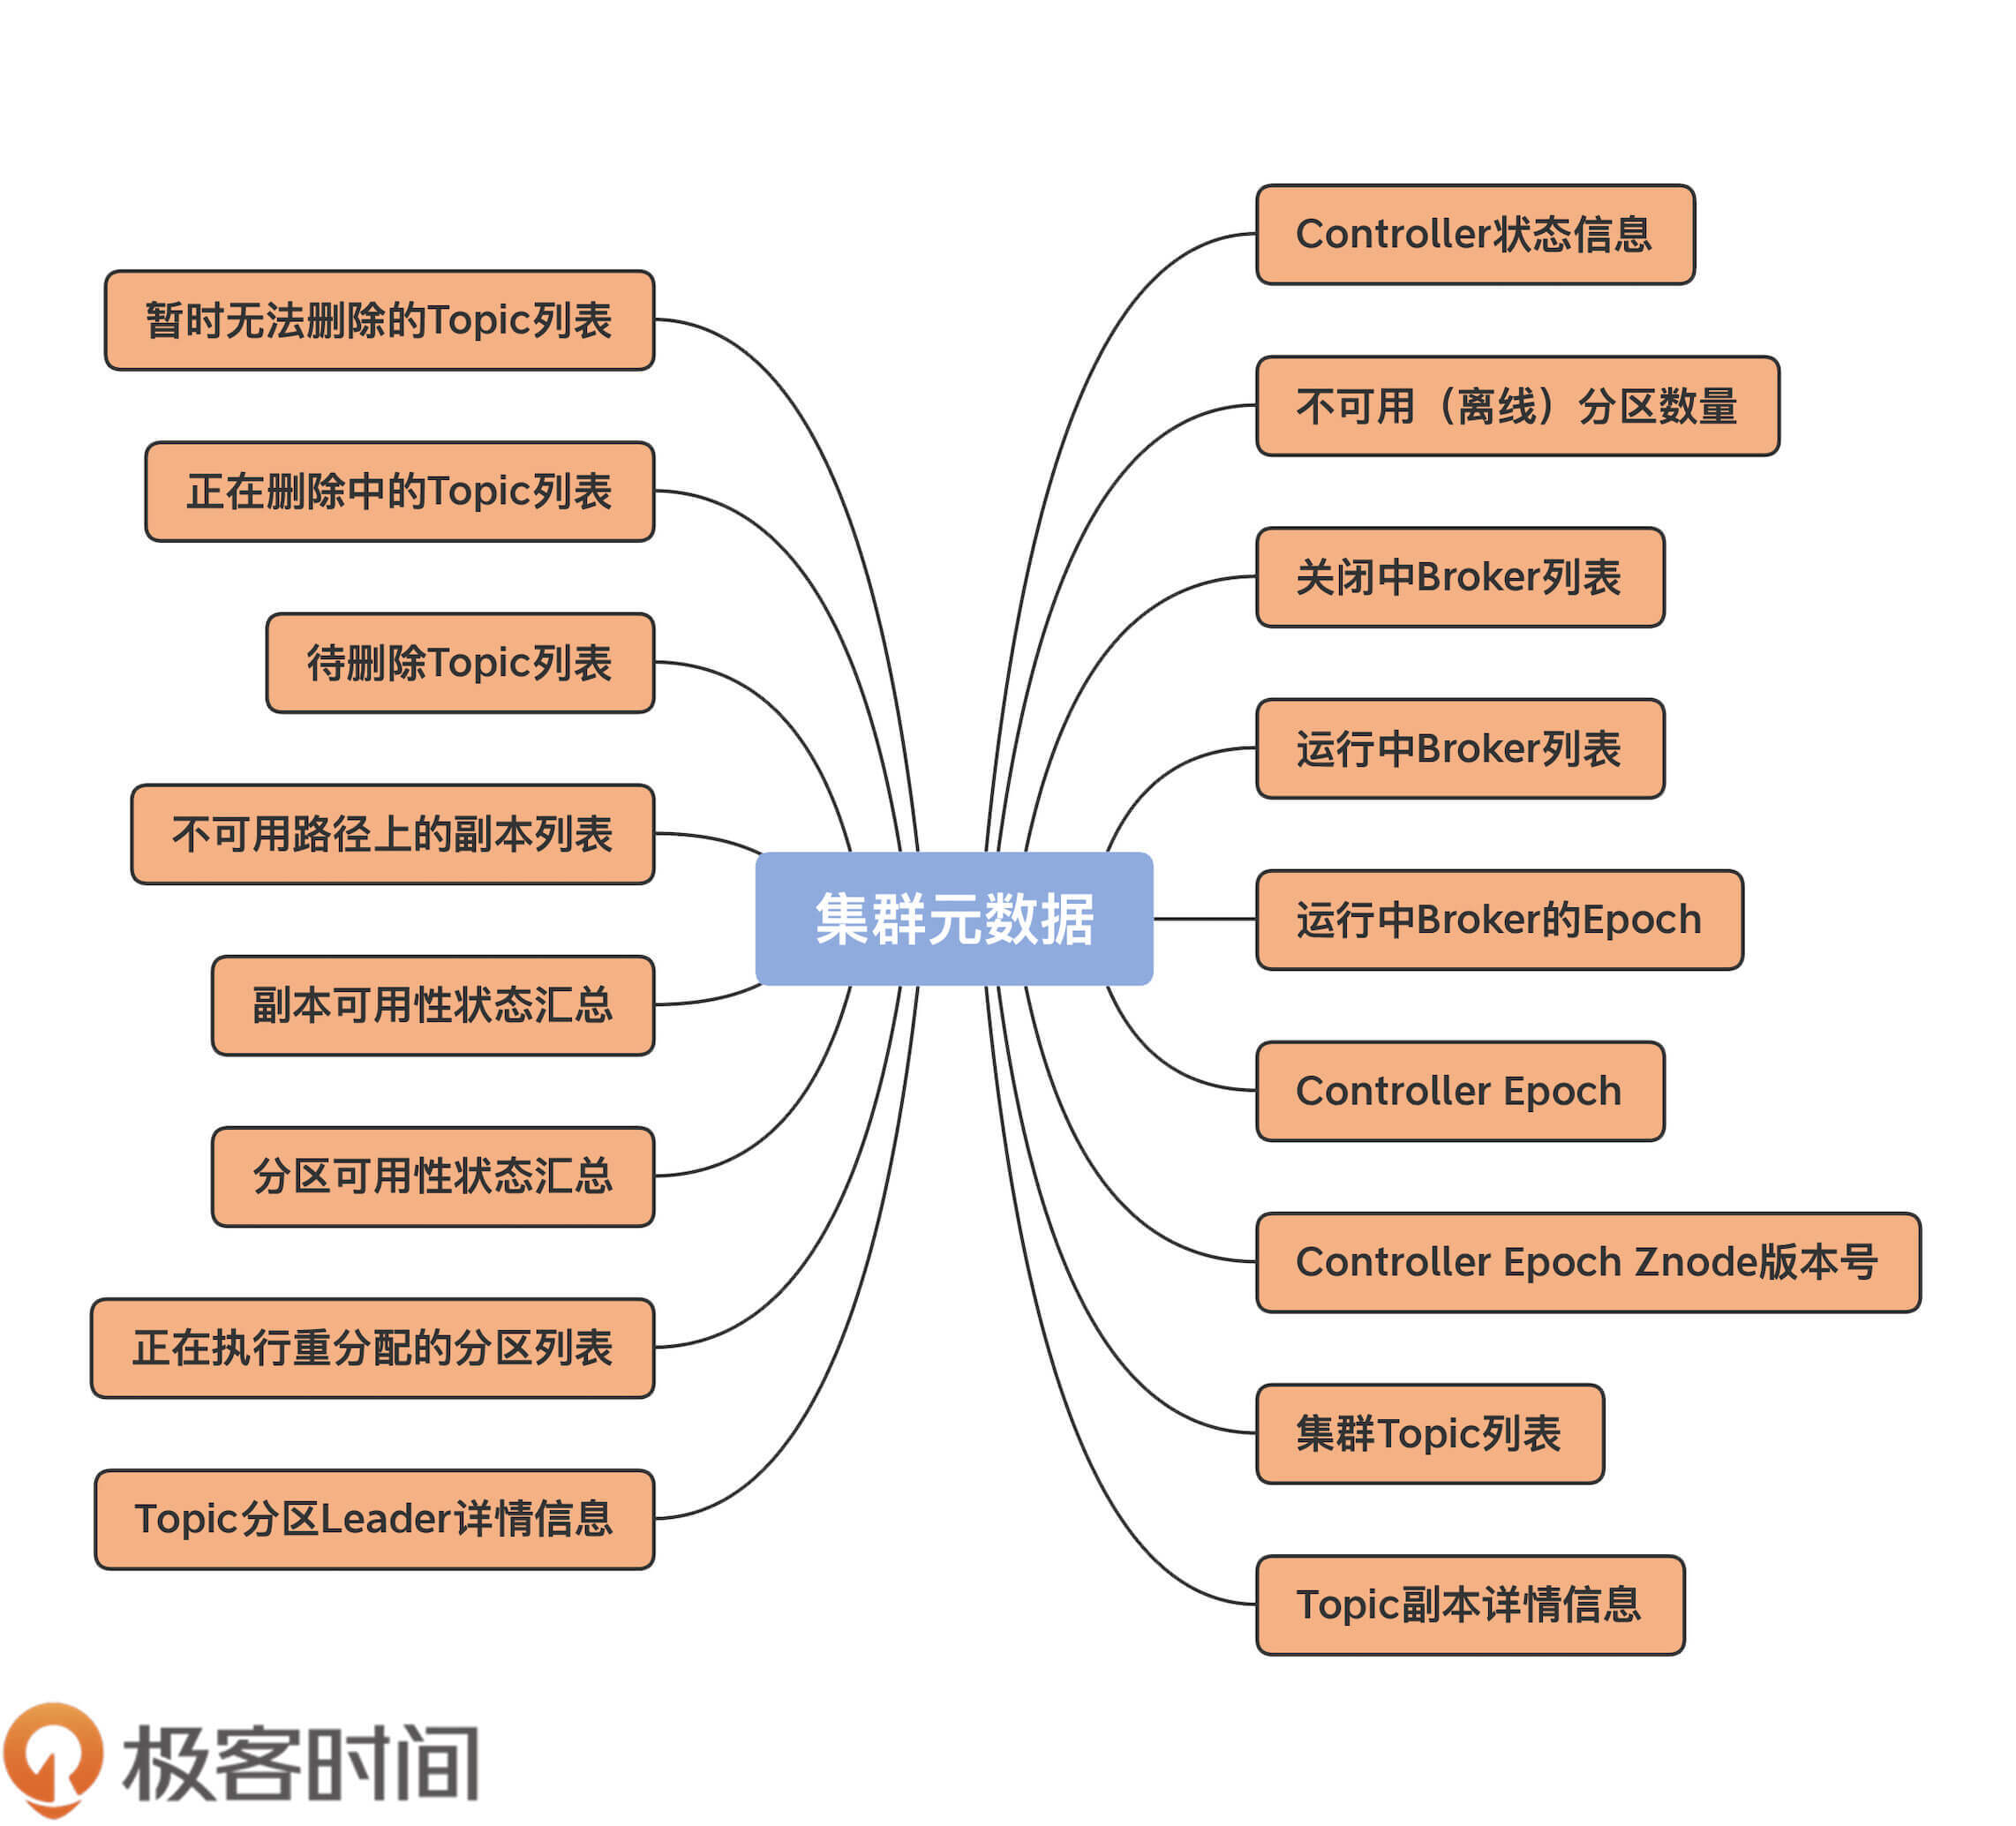 Controller状态信息
不可用（离线）分区数量
关闭中Broker列表
运行中Broker列表
运行中Broker的Epoch
Controller Epoch
Controller Epoch Znode版本号
集群Topic列表
Topic副本详情信息
集群元数据
暂时无法删除的Topic列表
正在删除中的Topic列表
待删除Topic列表
不可用路径上的副本列表
副本可用性状态汇总
分区可用性状态汇总
正在执行重分配的分区列表
Topic分区Leader详情信息
极客时间